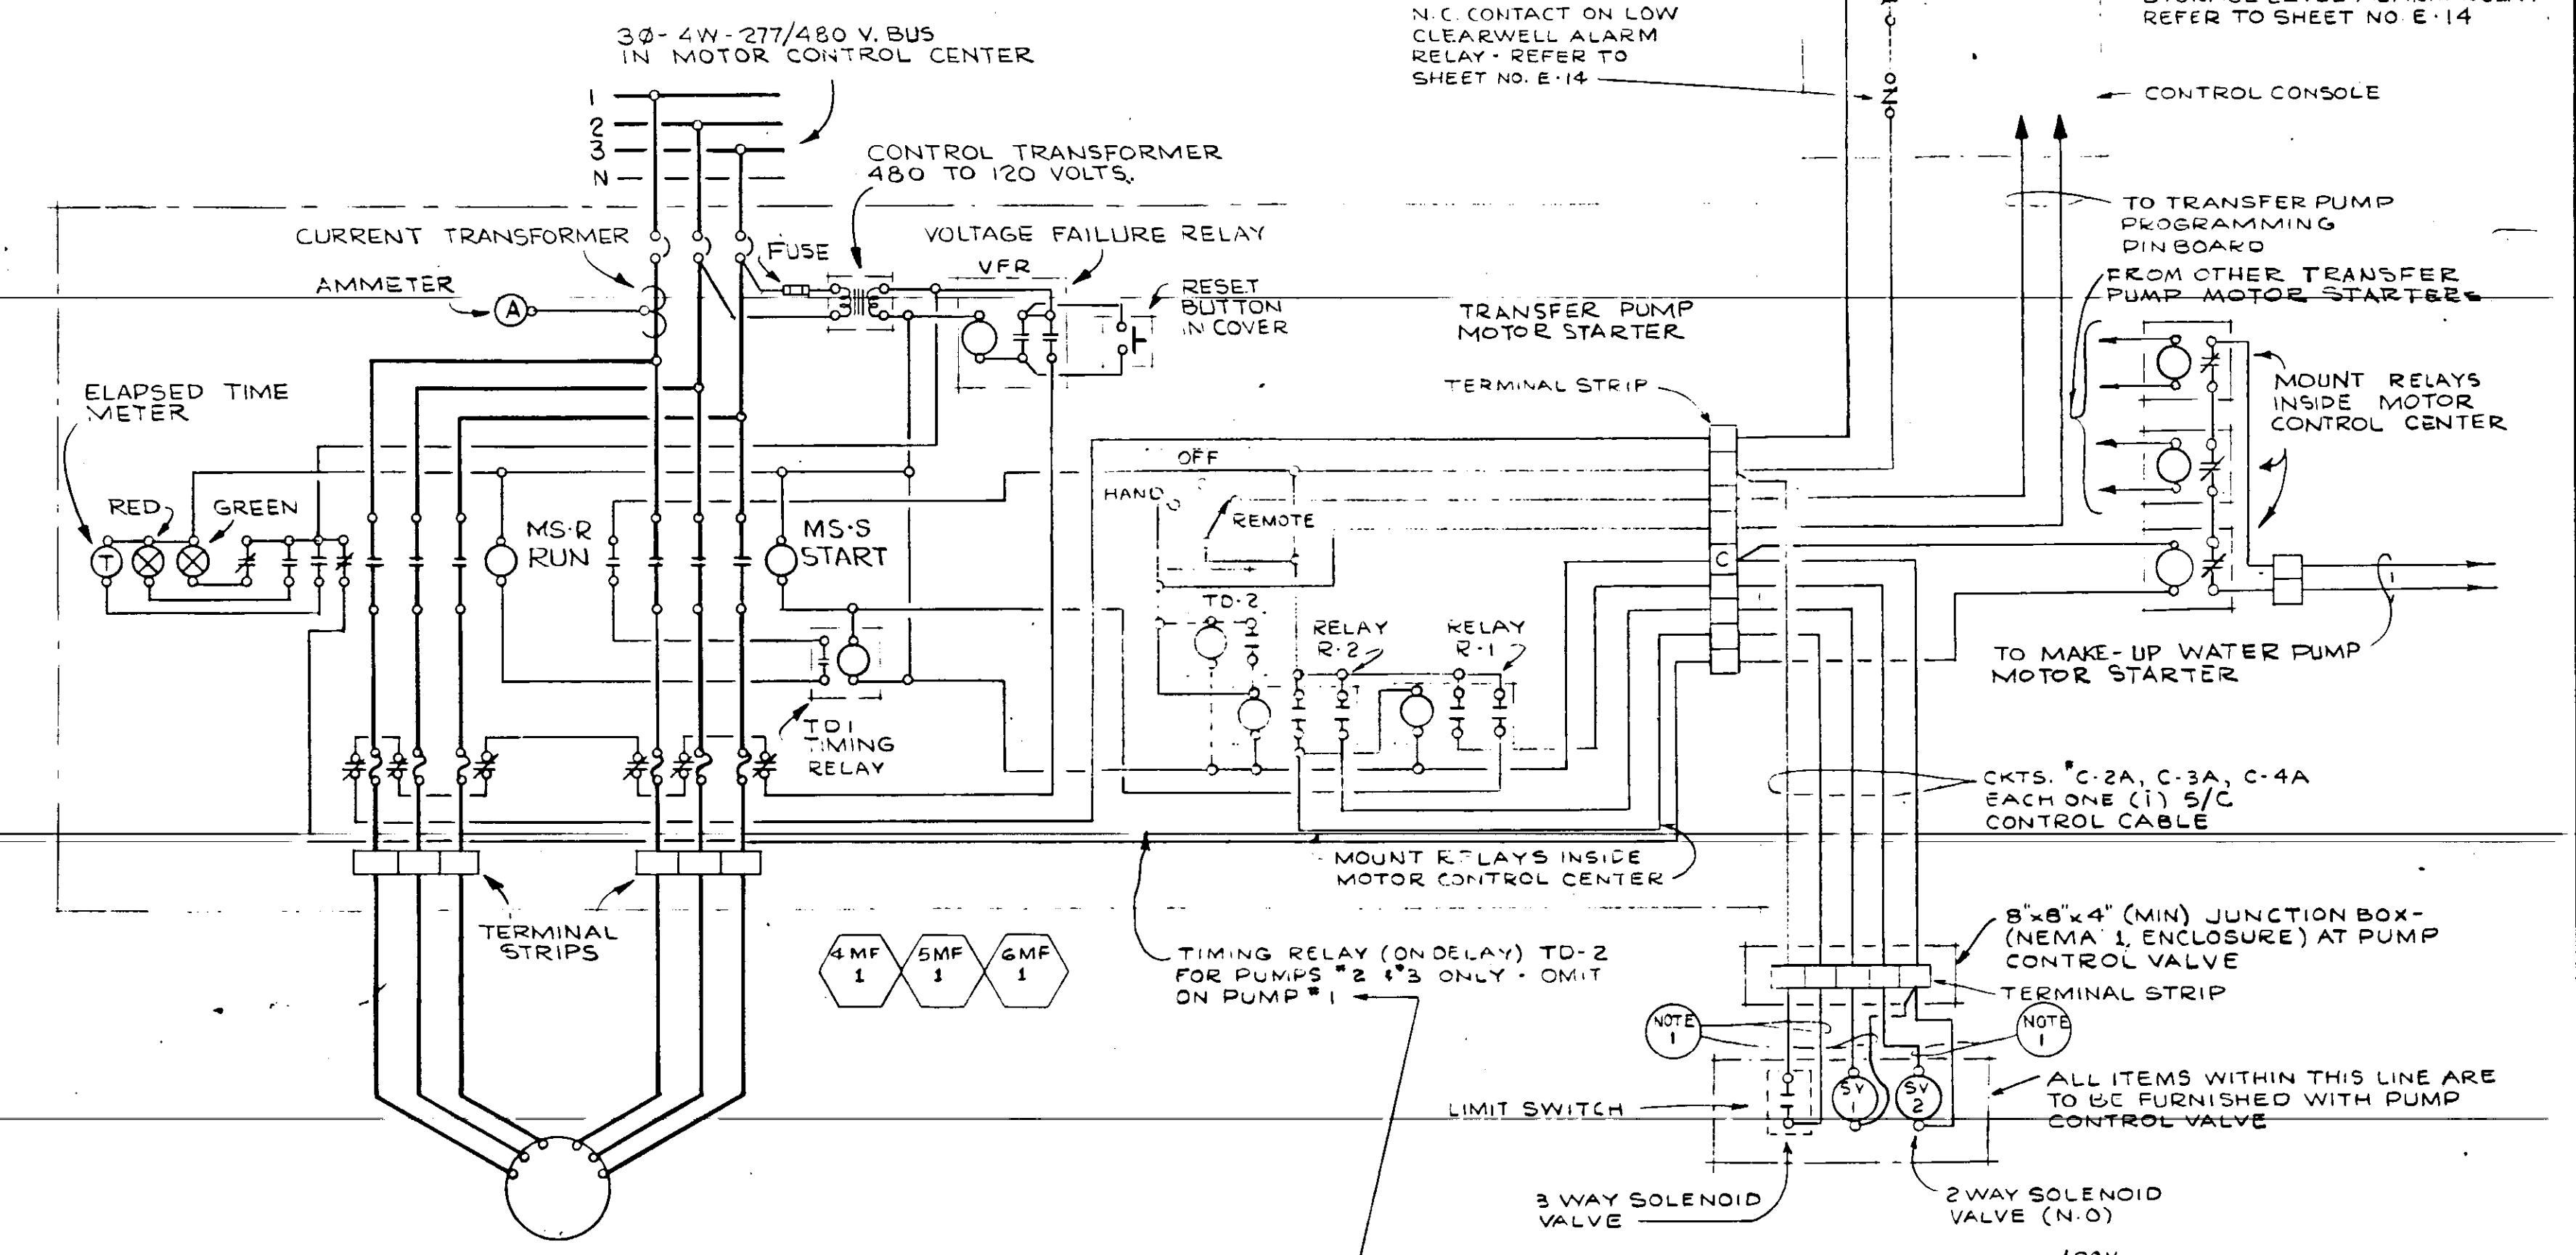 3Ø- 4W - 277/480 V. BUS
IN MOTOR CONTROL CENTER
1
2
3
N
CONTROL TRANSFORMER
480 TO 120 VOLTS.
CURRENT TRANSFORMER
FUSE
VOLTAGE FAILURE RELAY
VFR
AMMETER
A
RESET
BUTTON
IN COVER
ELAPSED TIME
METER
RED
GREEN
T
MS-R
RUN
MS-S
START
TD1
TIMING
RELAY
TERMINAL
STRIPS
4MF
1
5MF
1
6MF
1
N.C. CONTACT ON LOW
CLEARWELL ALARM
RELAY - REFER TO
SHEET NO. E-14
REFER TO SHEET NO. E-14
CONTROL CONSOLE
TO TRANSFER PUMP
PROGRAMMING
PINBOARD
FROM OTHER TRANSFER
PUMP MOTOR STARTERS
TRANSFER PUMP
MOTOR STARTER
TERMINAL STRIP
MOUNT RELAYS
INSIDE MOTOR
CONTROL CENTER
OFF
HAND
REMOTE
C
TD-2
RELAY
R-2
RELAY
R-1
TO MAKE-UP WATER PUMP
MOTOR STARTER
CKTS. #C-2A, C-3A, C-4A
EACH ONE (1) 5/C
CONTROL CABLE
MOUNT RELAYS INSIDE
MOTOR CONTROL CENTER
TIMING RELAY (ON DELAY) TD-2
FOR PUMPS #2 & #3 ONLY - OMIT
ON PUMP #1
8"x8"x4" (MIN) JUNCTION BOX-
(NEMA 1, ENCLOSURE) AT PUMP
CONTROL VALVE
TERMINAL STRIP
NOTE
1
NOTE
1
SV
1
SV
2
LIMIT SWITCH
ALL ITEMS WITHIN THIS LINE ARE
TO BE FURNISHED WITH PUMP
CONTROL VALVE
3 WAY SOLENOID
VALVE
2 WAY SOLENOID
VALVE (N.O)